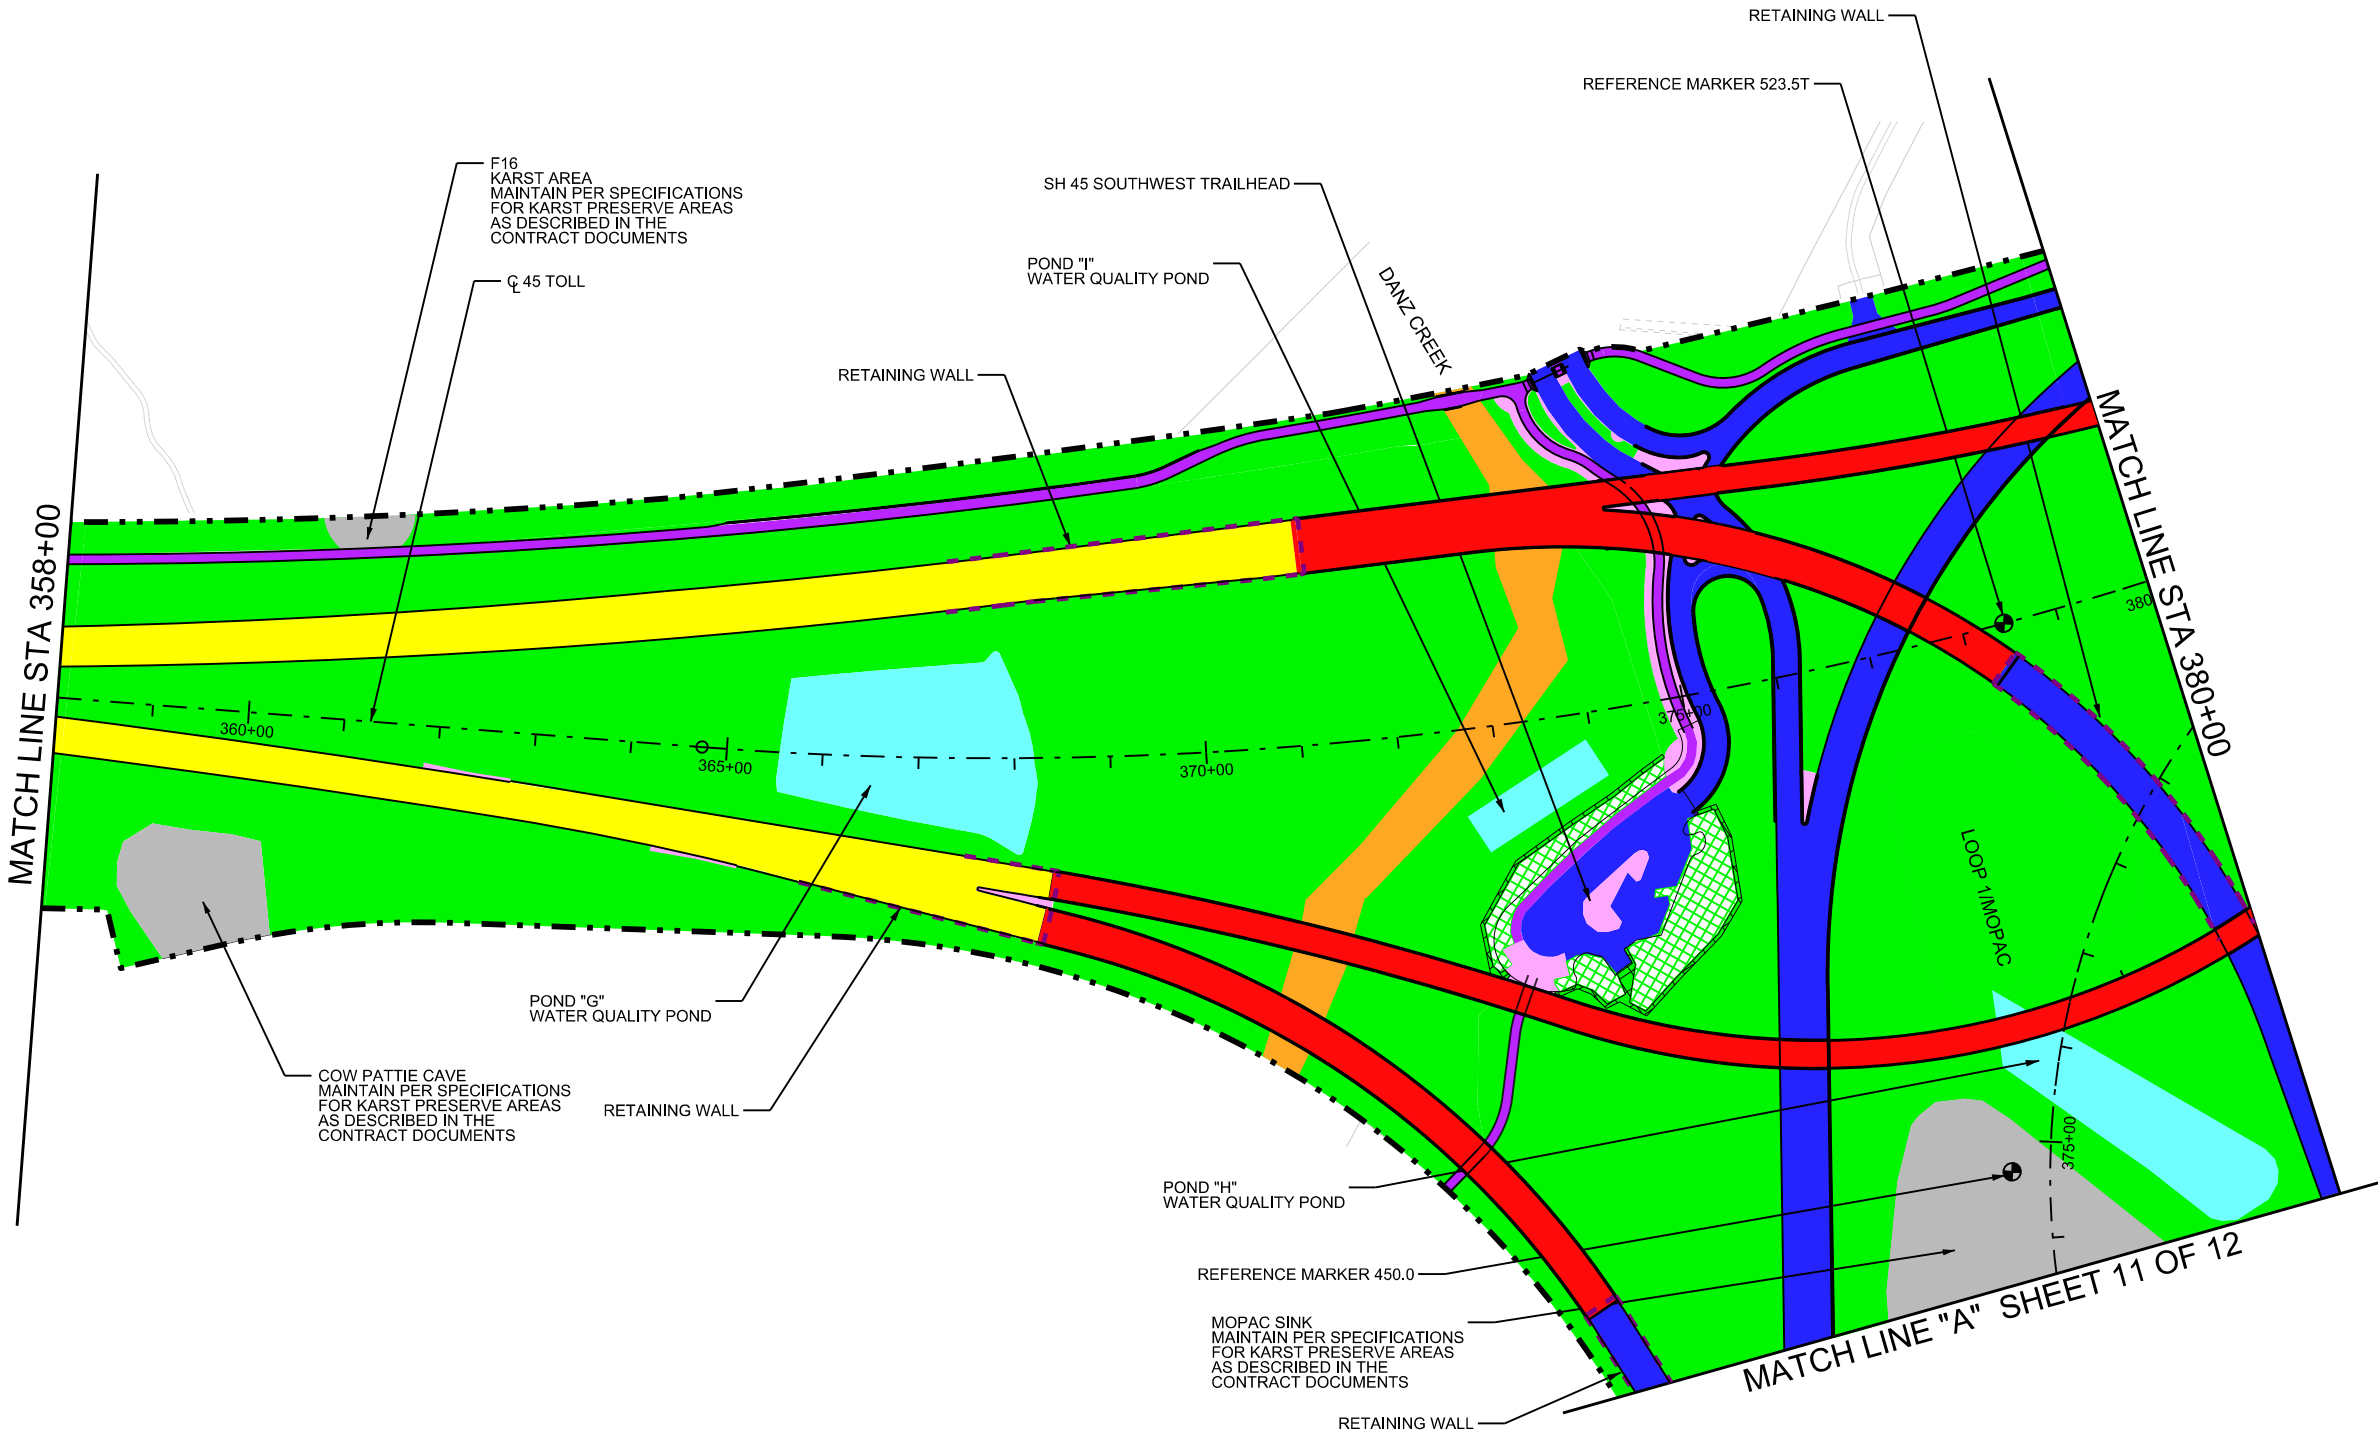 RETAINING WALL
REFERENCE MARKER 523.5T
F16
KARST AREA
MAINTAIN PER SPECIFICATIONS
FOR KARST PRESERVE AREAS
AS DESCRIBED IN THE
CONTRACT DOCUMENTS
SH 45 SOUTHWEST TRAILHEAD
℄ 45 TOLL
POND "I"
WATER QUALITY POND
DANZ CREEK
RETAINING WALL
MATCH LINE STA 358+00
MATCH LINE STA 380+00
360+00
365+00
370+00
375+00
380
LOOP 1/MOPAC
POND "G"
WATER QUALITY POND
COW PATTIE CAVE
MAINTAIN PER SPECIFICATIONS
FOR KARST PRESERVE AREAS
AS DESCRIBED IN THE
CONTRACT DOCUMENTS
RETAINING WALL
375+00
POND "H"
WATER QUALITY POND
REFERENCE MARKER 450.0
MOPAC SINK
MAINTAIN PER SPECIFICATIONS
FOR KARST PRESERVE AREAS
AS DESCRIBED IN THE
CONTRACT DOCUMENTS
RETAINING WALL
MATCH LINE "A" SHEET 11 OF 12